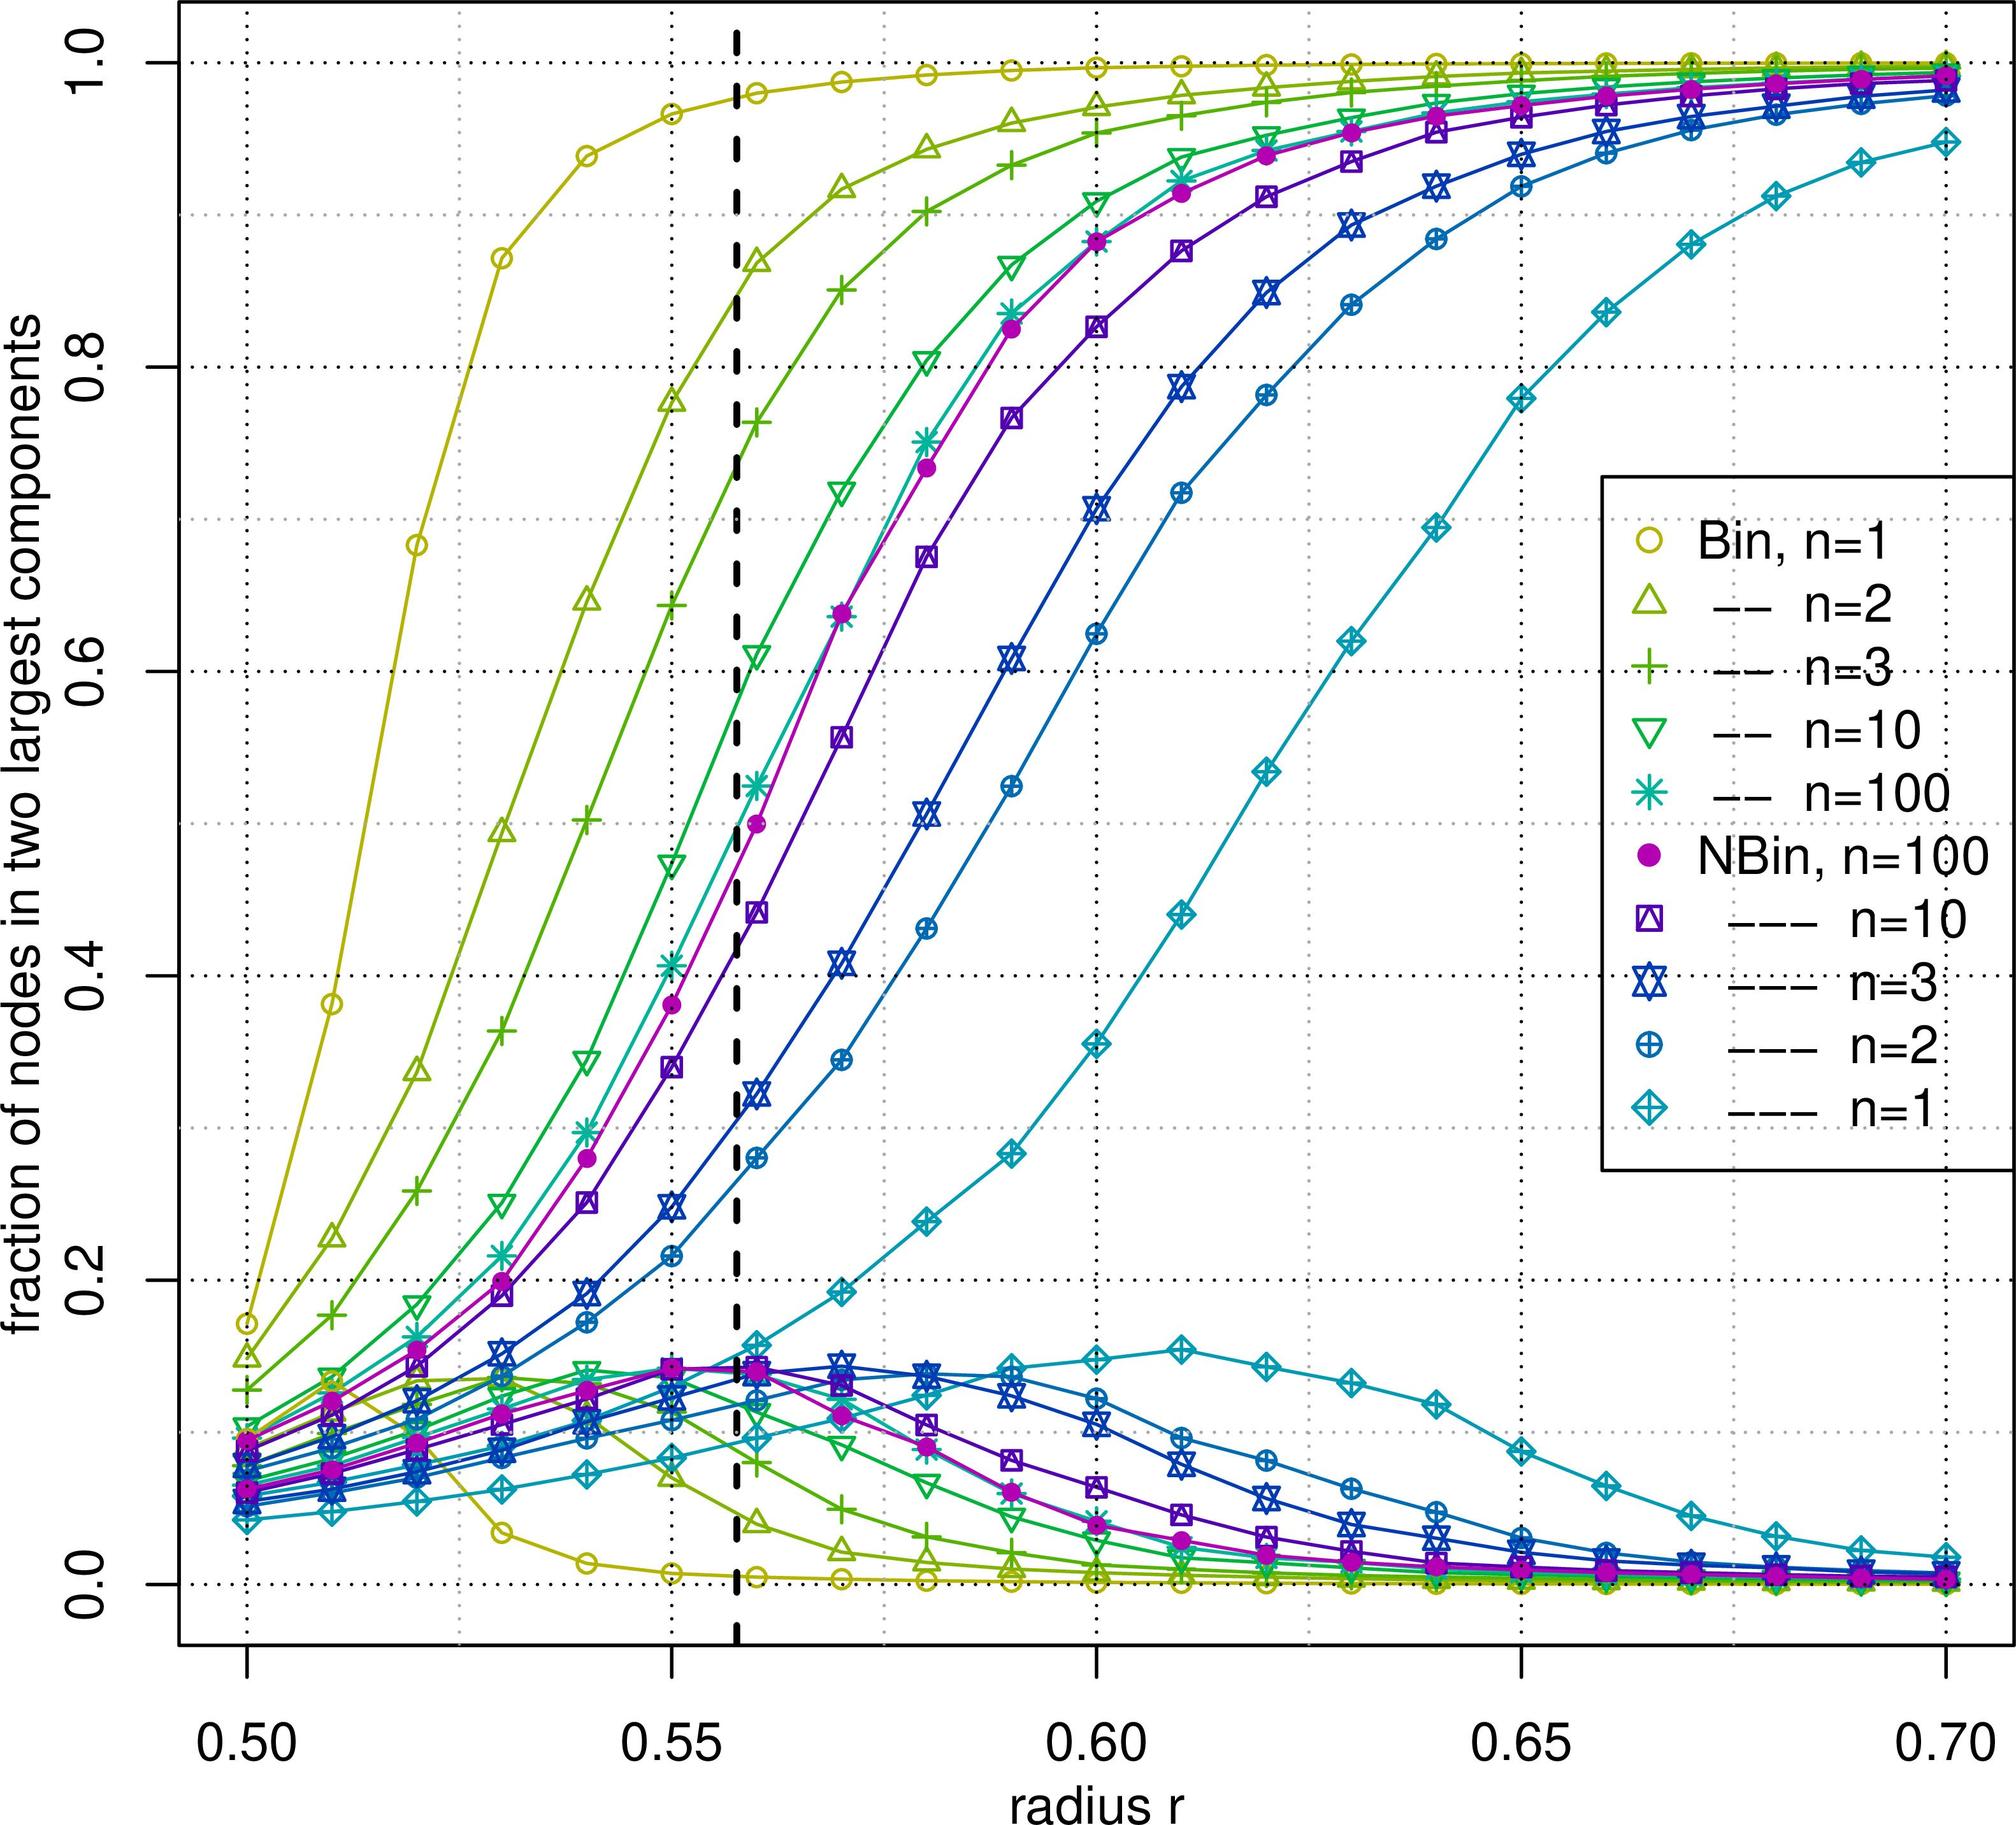 fraction of nodes in two largest components
1.0
0.8
0.6
0.4
0.2
0.0
Bin, n=1
–– n=2
–– n=3
–– n=10
–– n=100
NBin, n=100
––– n=10
––– n=3
––– n=2
––– n=1
0.50 0.55 0.60 0.65 0.70
radius r